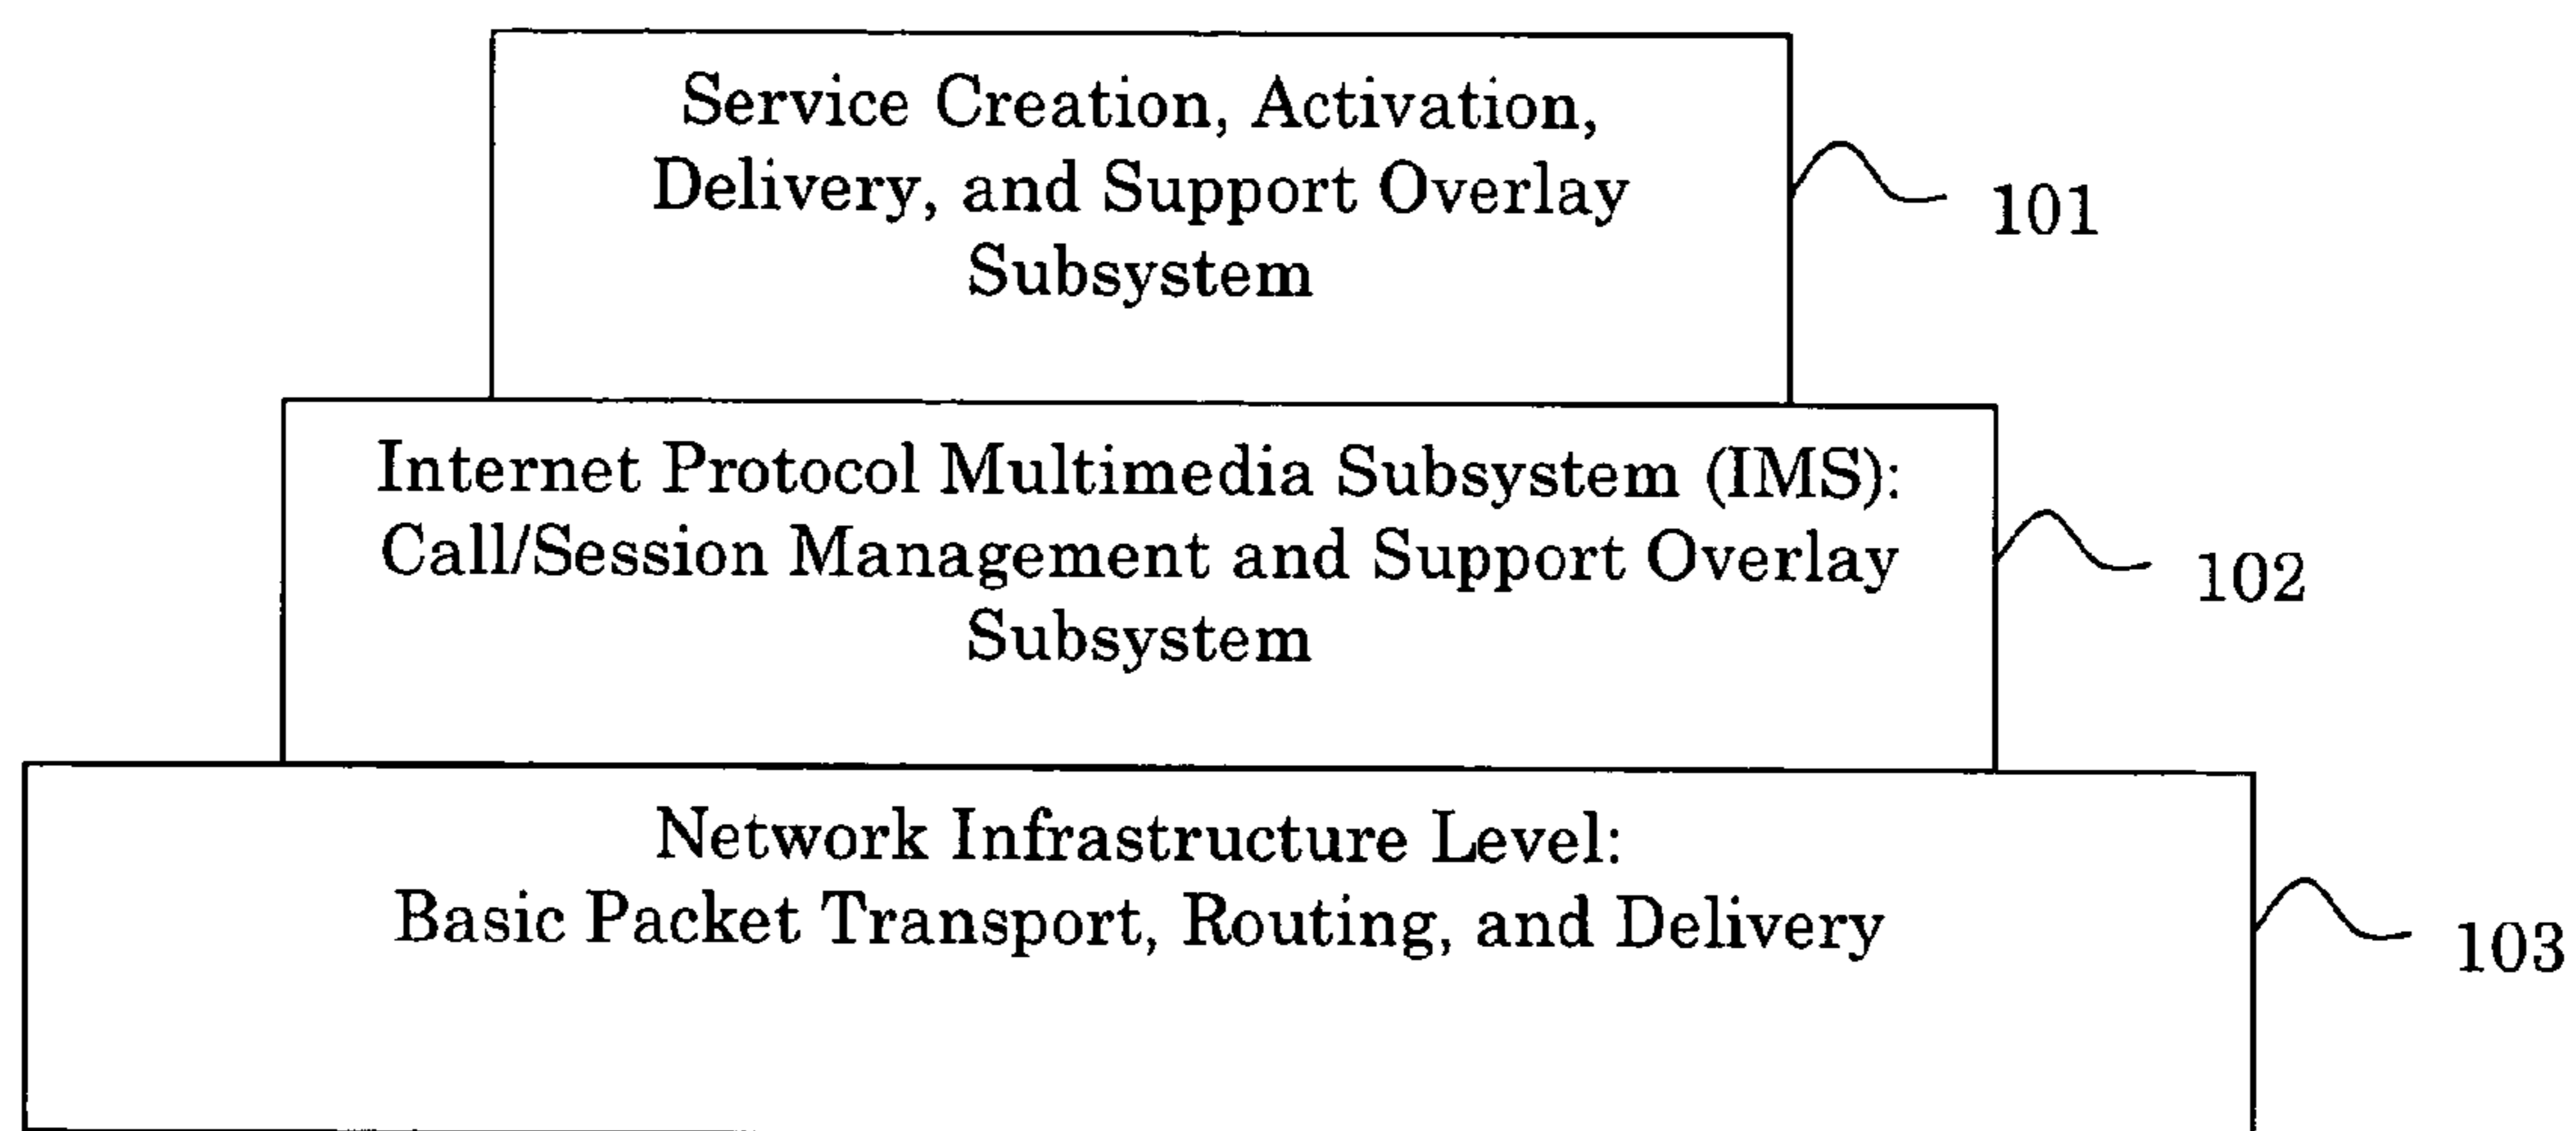 Service Creation, Activation,
Delivery, and Support Overlay
Subsystem
101
Internet Protocol Multimedia Subsystem (IMS):
Call/Session Management and Support Overlay
Subsystem
102
Network Infrastructure Level:
Basic Packet Transport, Routing, and Delivery
103